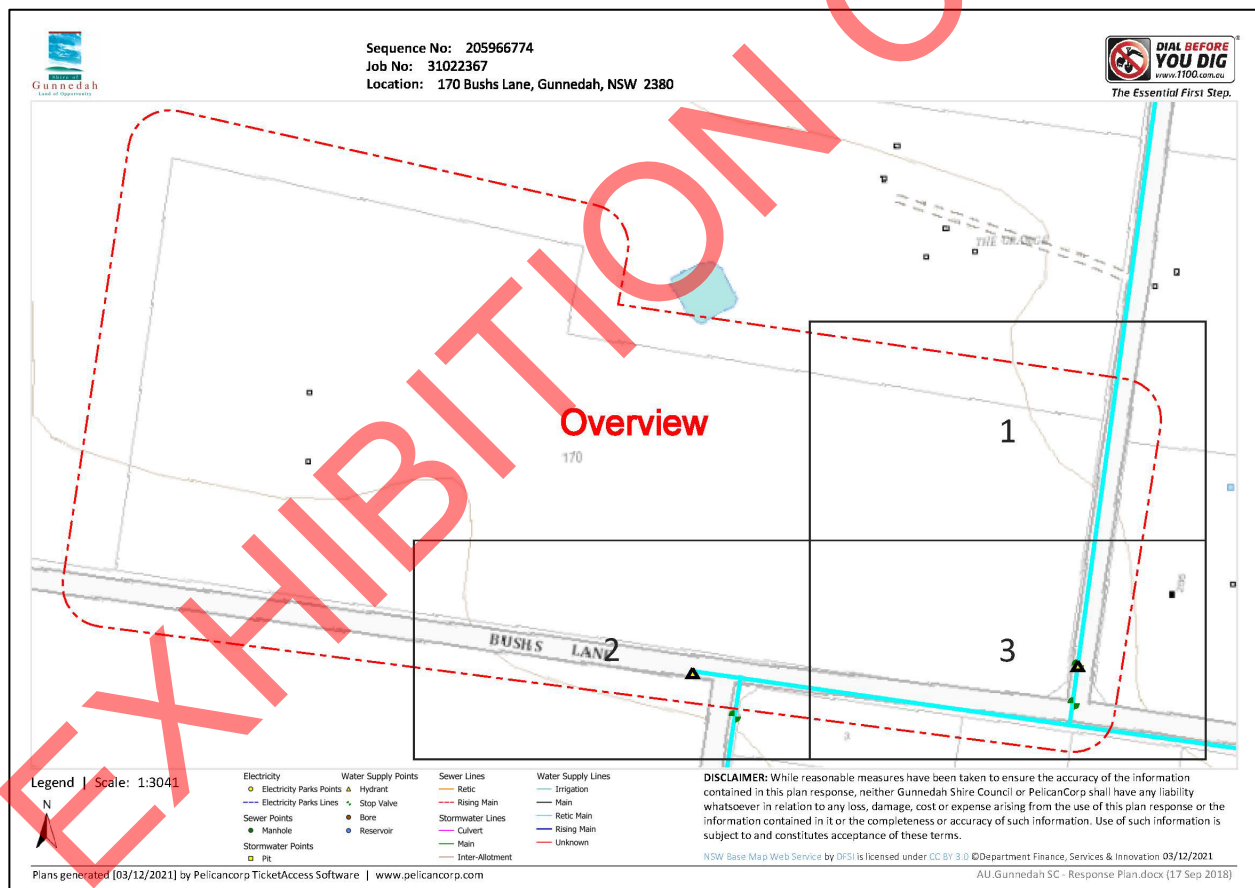 Shire of
Gunnedah
Land of Opportunity
Sequence No: 205966774
Job No: 31022367
Location: 170 Bushs Lane, Gunnedah, NSW 2380
DIAL BEFORE
YOU DIG
www.1100.com.au
The Essential First Step.
EXHIBITION
THE GRANGE
Overview
170
1
BUSHS LANE
2
3
3
Legend | Scale: 1:3041
N
Electricity
Electricity Parks Points
Electricity Parks Lines
Sewer Points
Manhole
Stormwater Points
Pit
Water Supply Points
Hydrant
Stop Valve
Bore
Reservoir
Sewer Lines
Retic
Rising Main
Stormwater Lines
Culvert
Main
Inter-Allotment
Water Supply Lines
Irrigation
Main
Retic Main
Rising Main
Unknown
DISCLAIMER: While reasonable measures have been taken to ensure the accuracy of the information
contained in this plan response, neither Gunnedah Shire Council or PelicanCorp shall have any liability
whatsoever in relation to any loss, damage, cost or expense arising from the use of this plan response or the
information contained in it or the completeness or accuracy of such information. Use of such information is
subject to and constitutes acceptance of these terms.
NSW Base Map Web Service by DFSI is licensed under CC BY 3.0 ©Department Finance, Services & Innovation 03/12/2021
Plans generated [03/12/2021] by Pelicancorp TicketAccess Software | www.pelicancorp.com
AU.Gunnedah SC - Response Plan.docx (17 Sep 2018)